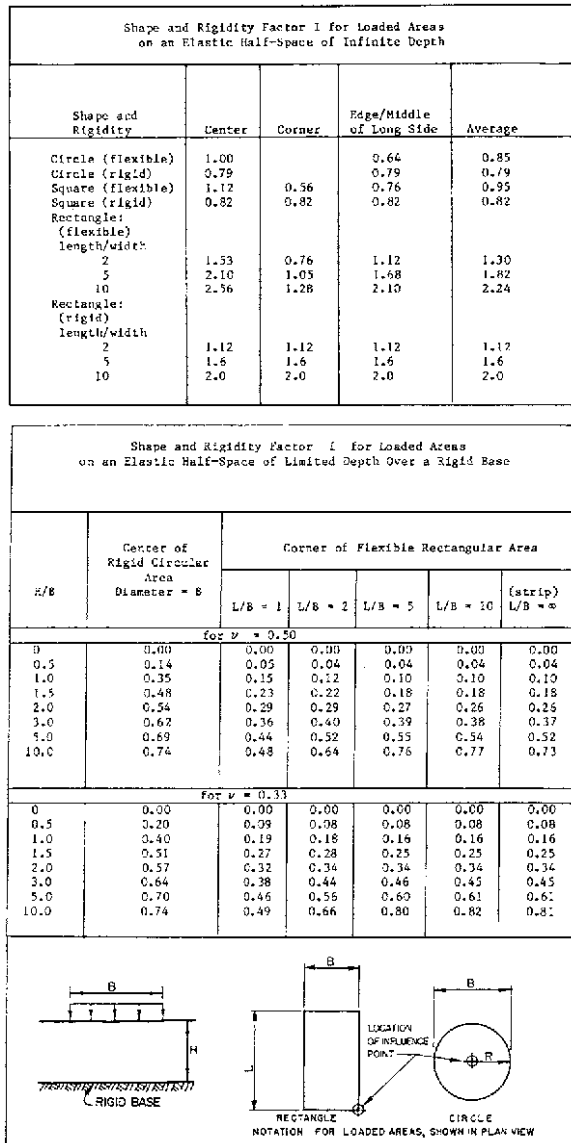 Shape and Rigidity Factor I for Loaded Areas
on an Elastic Half-Space of Infinite Depth
Shape and Rigidity Center Corner Edge/Middle of Long Side Average
Circle (flexible) 1.00 0.64 0.85
Circle (rigid) 0.79 0.79 0.79
Square (flexible) 1.12 0.56 0.76 0.95
Square (rigid) 0.82 0.82 0.82 0.82
Rectangle:
(flexible)
length/width
2 1.53 0.76 1.12 1.30
5 2.10 1.05 1.68 1.82
10 2.56 1.28 2.10 2.24
Rectangle:
(rigid)
length/width
2 1.12 1.12 1.12 1.12
5 1.6 1.6 1.6 1.6
10 2.0 2.0 2.0 2.0
Shape and Rigidity Factor I for Loaded Areas
on an Elastic Half-Space of Limited Depth Over a Rigid Base
Center of Rigid Circular Area Diameter = B
Corner of Flexible Rectangular Area
H/B L/B = 1 L/B = 2 L/B = 5 L/B = 10 (strip) L/B = ∞
for ν = 0.50
0 0.00 0.00 0.00 0.00 0.00 0.00
0.5 0.14 0.05 0.04 0.04 0.04 0.04
1.0 0.35 0.15 0.12 0.10 0.10 0.10
1.5 0.48 0.23 0.22 0.18 0.18 0.18
2.0 0.54 0.29 0.29 0.27 0.26 0.26
3.0 0.62 0.36 0.40 0.39 0.38 0.37
5.0 0.69 0.44 0.52 0.55 0.54 0.52
10.0 0.74 0.48 0.64 0.76 0.77 0.73
for ν = 0.33
0 0.00 0.00 0.00 0.00 0.00 0.00
0.5 0.20 0.09 0.08 0.08 0.08 0.08
1.0 0.40 0.19 0.18 0.16 0.16 0.16
1.5 0.51 0.27 0.28 0.25 0.25 0.25
2.0 0.57 0.32 0.34 0.34 0.34 0.34
3.0 0.64 0.38 0.44 0.46 0.45 0.45
5.0 0.70 0.46 0.56 0.60 0.61 0.61
10.0 0.74 0.49 0.66 0.80 0.82 0.81
B
H
RIGID BASE
B
L
RECTANGLE
LOCATION
OF INFLUENCE
POINT
B
R
CIRCLE
NOTATION FOR LOADED AREAS, SHOWN IN PLAN VIEW